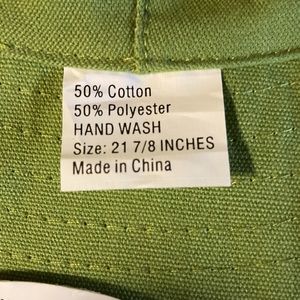 50% Cotton
50% Polyester
HAND WASH
Size: 21 7/8 INCHES
Made in China